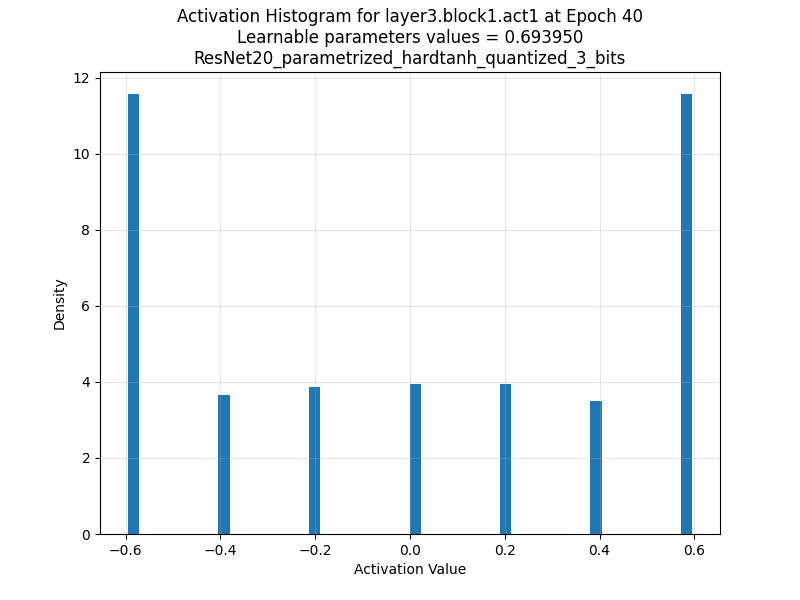 Activation Histogram for layer3.block1.act1 at Epoch 40
Learnable parameters values = 0.693950
ResNet20_parametrized_hardtanh_quantized_3_bits
12
10
8
6
4
2
0
Density
−0.6 −0.4 −0.2 0.0 0.2 0.4 0.6
Activation Value